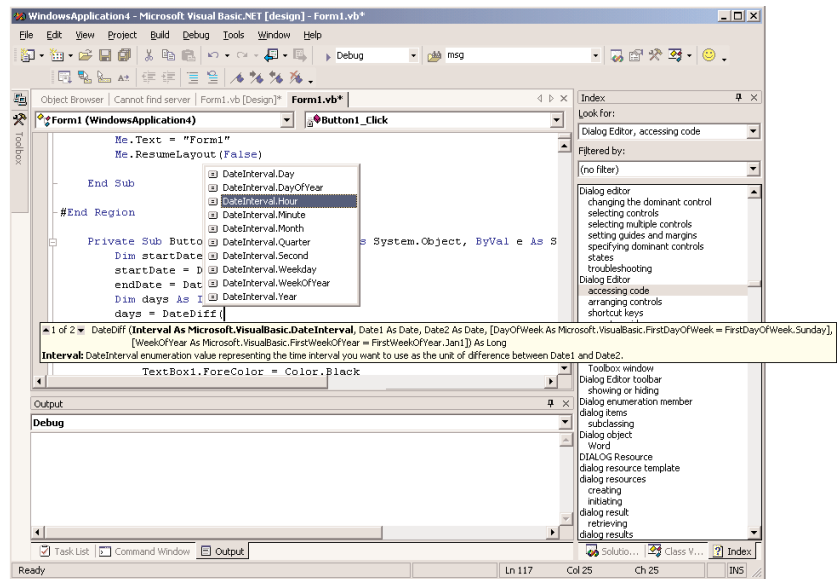 WindowsApplication4 - Microsoft Visual Basic.NET [design] - Form1.vb*
File Edit View Project Build Debug Tools Window Help
Debug
msg
Object Browser | Cannot find server | Form1.vb [Design]* Form1.vb*
Form1 (WindowsApplication4)
Button1_Click
Toolbox
Me.Text = "Form1"
Me.ResumeLayout(False)
End Sub
#End Region
Private Sub Butto
s System.Object, ByVal e As S
Dim startDate
startDate = D
endDate = Dat
Dim days As I
days = DateDiff(
DateInterval.Day
DateInterval.DayOfYear
DateInterval.Hour
DateInterval.Minute
DateInterval.Month
DateInterval.Quarter
DateInterval.Second
DateInterval.Weekday
DateInterval.WeekOfYear
DateInterval.Year
1 of 2 DateDiff (Interval As Microsoft.VisualBasic.DateInterval, Date1 As Date, Date2 As Date, [DayOfWeek As Microsoft.VisualBasic.FirstDayOfWeek = FirstDayOfWeek.Sunday],
[WeekOfYear As Microsoft.VisualBasic.FirstWeekOfYear = FirstWeekOfYear.Jan1]) As Long
Interval: DateInterval enumeration value representing the time interval you want to use as the unit of difference between Date1 and Date2.
TextBox1.ForeColor = Color.Black
Output
Debug
Task List
Command Window
Output
Index
Look for:
Dialog Editor, accessing code
Filtered by:
(no filter)
Dialog editor
changing the dominant control
selecting controls
selecting multiple controls
setting guides and margins
specifying dominant controls
states
troubleshooting
Dialog Editor
accessing code
arranging controls
shortcut keys
Toolbox window
Dialog Editor toolbar
showing or hiding
Dialog enumeration member
dialog items
subclassing
Dialog object
Word
DIALOG Resource
dialog resource template
dialog resources
creating
initiating
dialog result
retrieving
dialog results
Solutio...
Class V...
Index
Ready
Ln 117 Col 25 Ch 25 INS